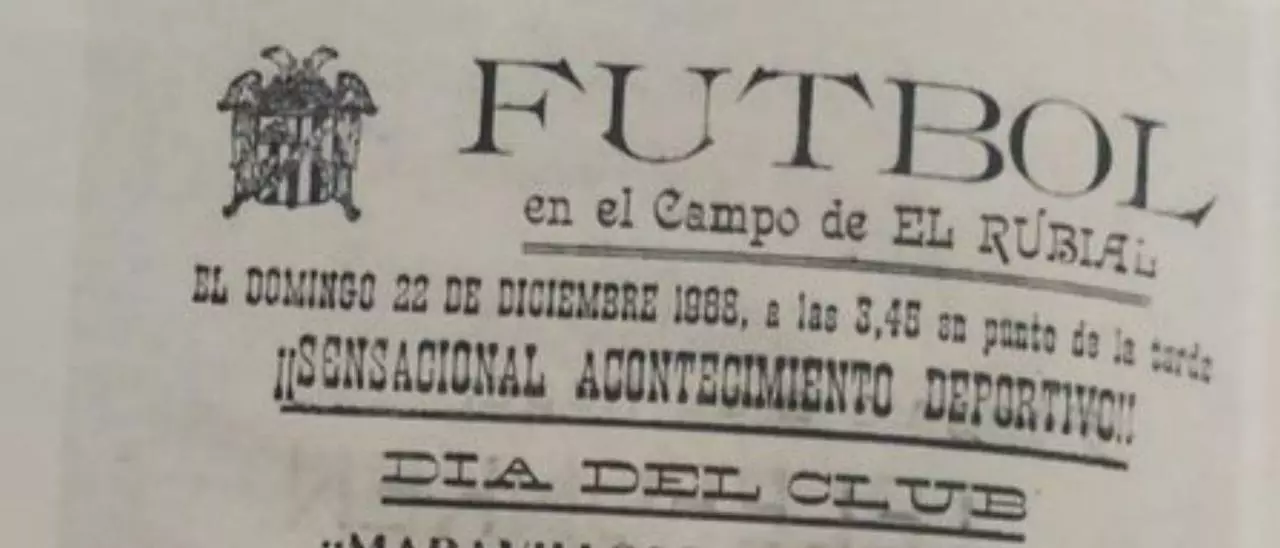 FUTBOL
en el Campo de EL RUBIAL
EL DOMINGO 22 DE DICIEMBRE 1968, a las 3,45 en punto de la tarde
¡¡SENSACIONAL ACONTECIMIENTO DEPORTIVO!!
DIA DEL CLUB